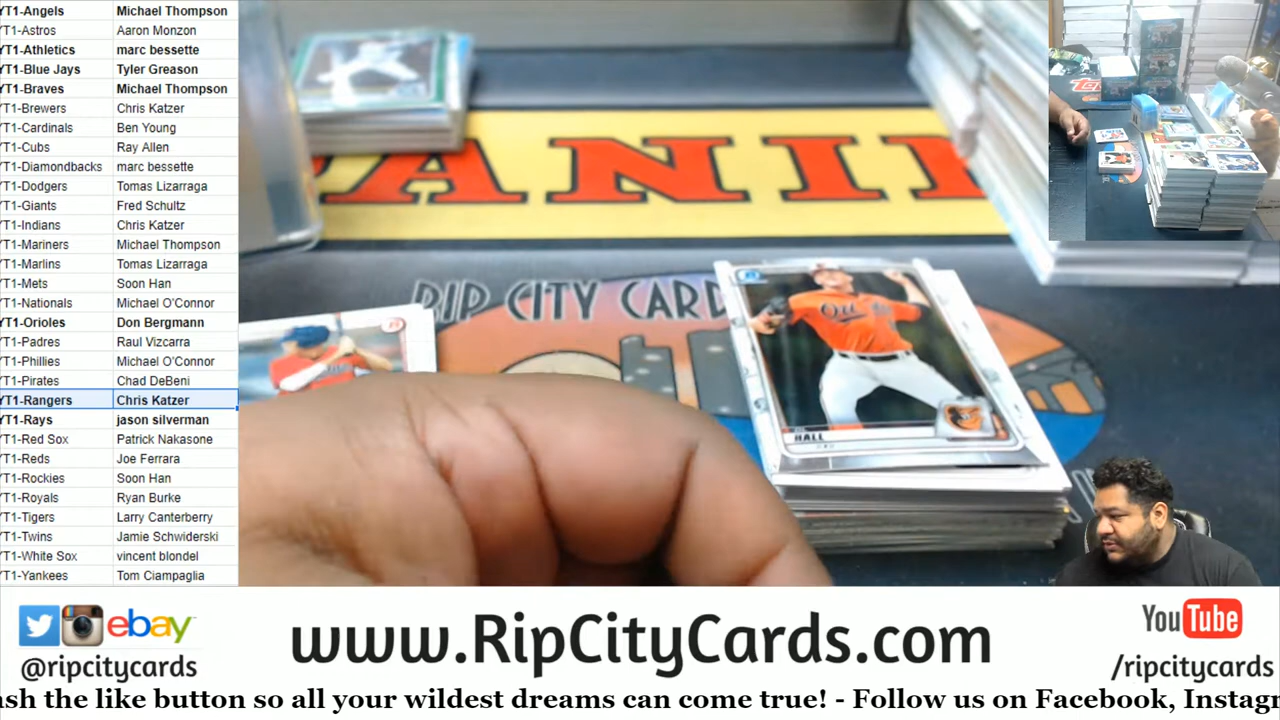 YT1-Angels Michael Thompson
YT1-Astros Aaron Monzon
YT1-Athletics marc bessette
YT1-Blue Jays Tyler Greason
YT1-Braves Michael Thompson
YT1-Brewers Chris Katzer
YT1-Cardinals Ben Young
YT1-Cubs Ray Allen
YT1-Diamondbacks marc bessette
YT1-Dodgers Tomas Lizarraga
YT1-Giants Fred Schultz
YT1-Indians Chris Katzer
YT1-Mariners Michael Thompson
YT1-Marlins Tomas Lizarraga
YT1-Mets Soon Han
YT1-Nationals Michael O'Connor
YT1-Orioles Don Bergmann
YT1-Padres Raul Vizcarra
YT1-Phillies Michael O'Connor
YT1-Pirates Chad DeBeni
YT1-Rangers Chris Katzer
YT1-Rays jason silverman
YT1-Red Sox Patrick Nakasone
YT1-Reds Joe Ferrara
YT1-Rockies Soon Han
YT1-Royals Ryan Burke
YT1-Tigers Larry Canterberry
YT1-Twins Jamie Schwiderski
YT1-White Sox vincent blondel
YT1-Yankees Tom Ciampaglia
PANINI
RIP CITY CARD
HALL
ebay
@ripcitycards
www.RipCityCards.com
YouTube
/ripcitycards
ash the like button so all your wildest dreams can come true! - Follow us on Facebook, Instagr